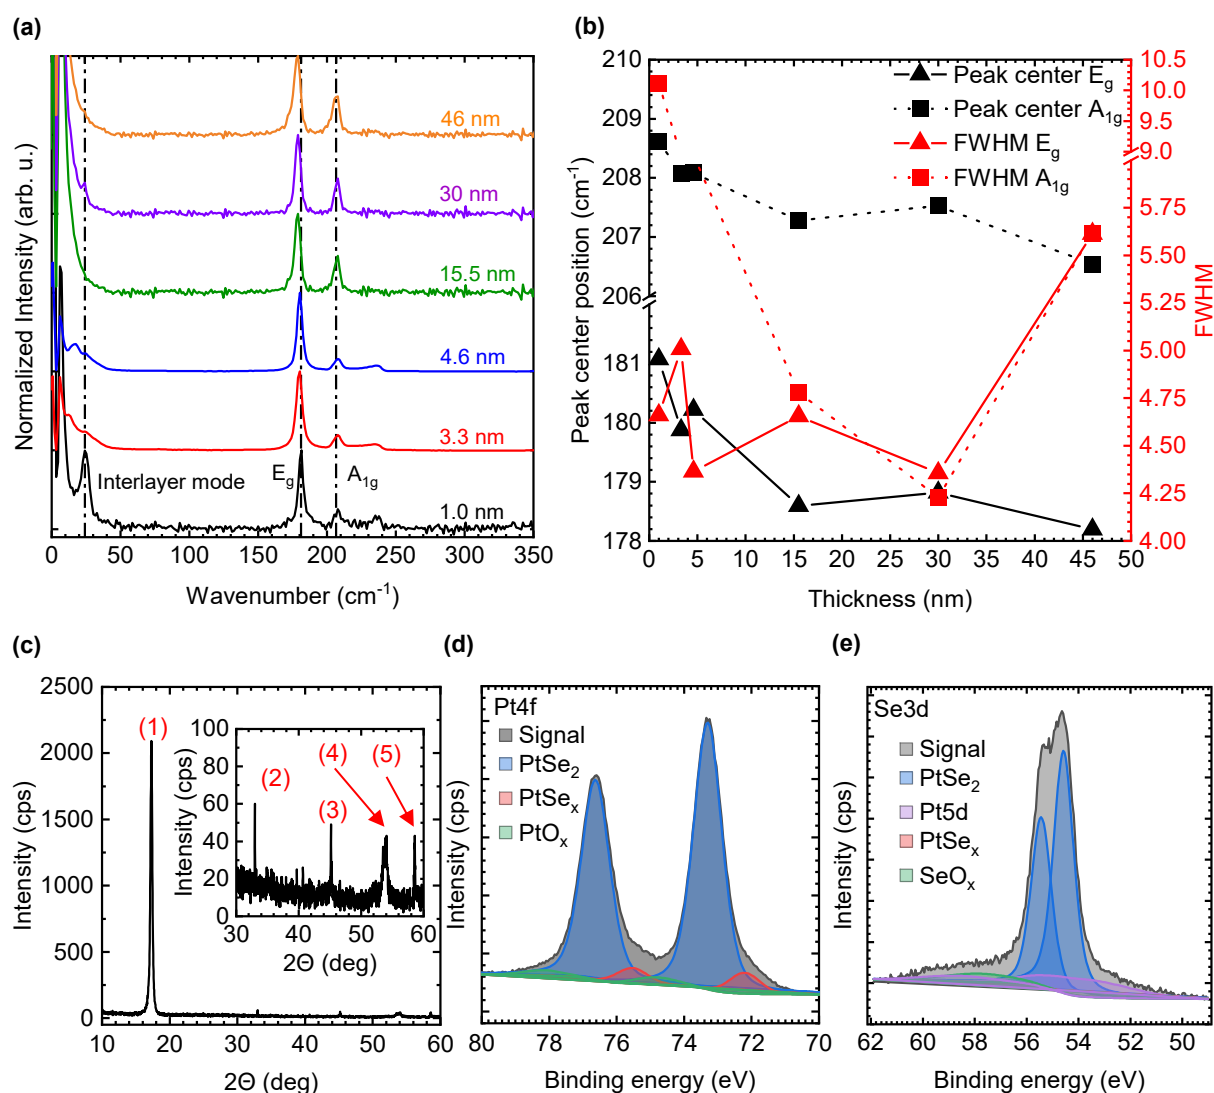 (a)
Normalized Intensity (arb. u.)
46 nm
30 nm
15.5 nm
4.6 nm
3.3 nm
1.0 nm
Interlayer mode
E_g
A_1g
0 50 100 150 200 250 300 350
Wavenumber (cm⁻¹)
(b)
Peak center position (cm⁻¹)
210
209
208
207
206
181
180
179
178
Peak center E_g
Peak center A_1g
FWHM E_g
FWHM A_1g
10.5
10.0
9.5
9.0
5.75
5.50
5.25
5.00
4.75
4.50
4.25
4.00
FWHM
0 5 10 15 20 25 30 35 40 45 50
Thickness (nm)
(c)
Intensity (cps)
2500
2000
1500
1000
500
0
(1)
Intensity (cps)
100
80
60
40
20
0
(2)
(3)
(4)
(5)
30 40 50 60
2Θ (deg)
10 20 30 40 50 60
2Θ (deg)
(d)
Intensity (cps)
Pt4f
Signal
PtSe₂
PtSeₓ
PtOₓ
80 78 76 74 72 70
Binding energy (eV)
(e)
Intensity (cps)
Se3d
Signal
PtSe₂
Pt5d
PtSeₓ
SeOₓ
62 60 58 56 54 52 50
Binding energy (eV)